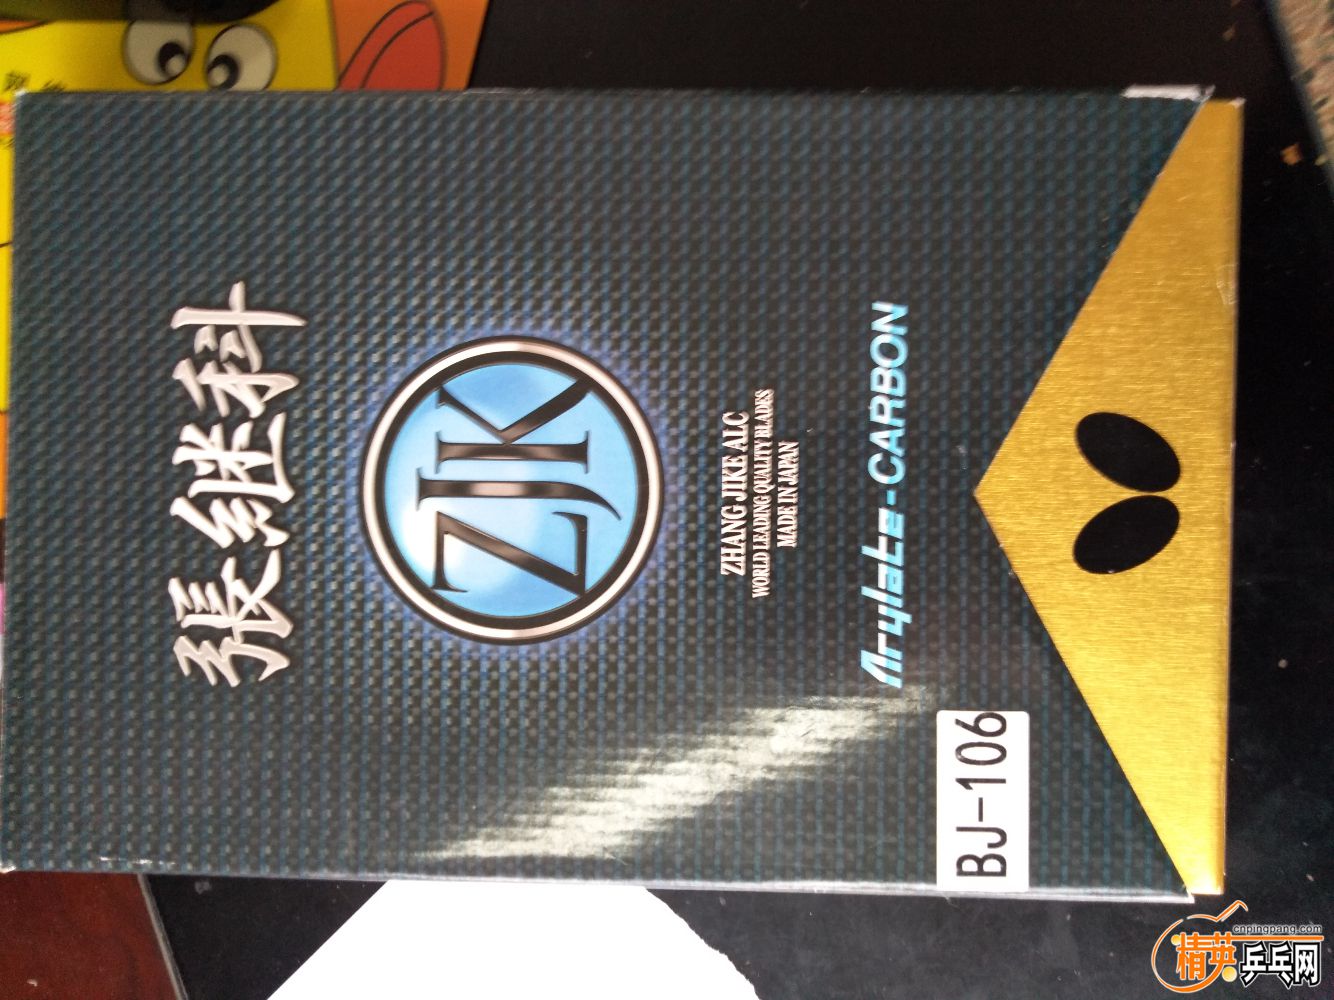 張継科
ZJK
ZHANG JIKE ALC
WORLD LEADING QUALITY BLADES
MADE IN JAPAN
Arylate-CARBON
BJ-106
cnpingpang.com
精英乒乓网